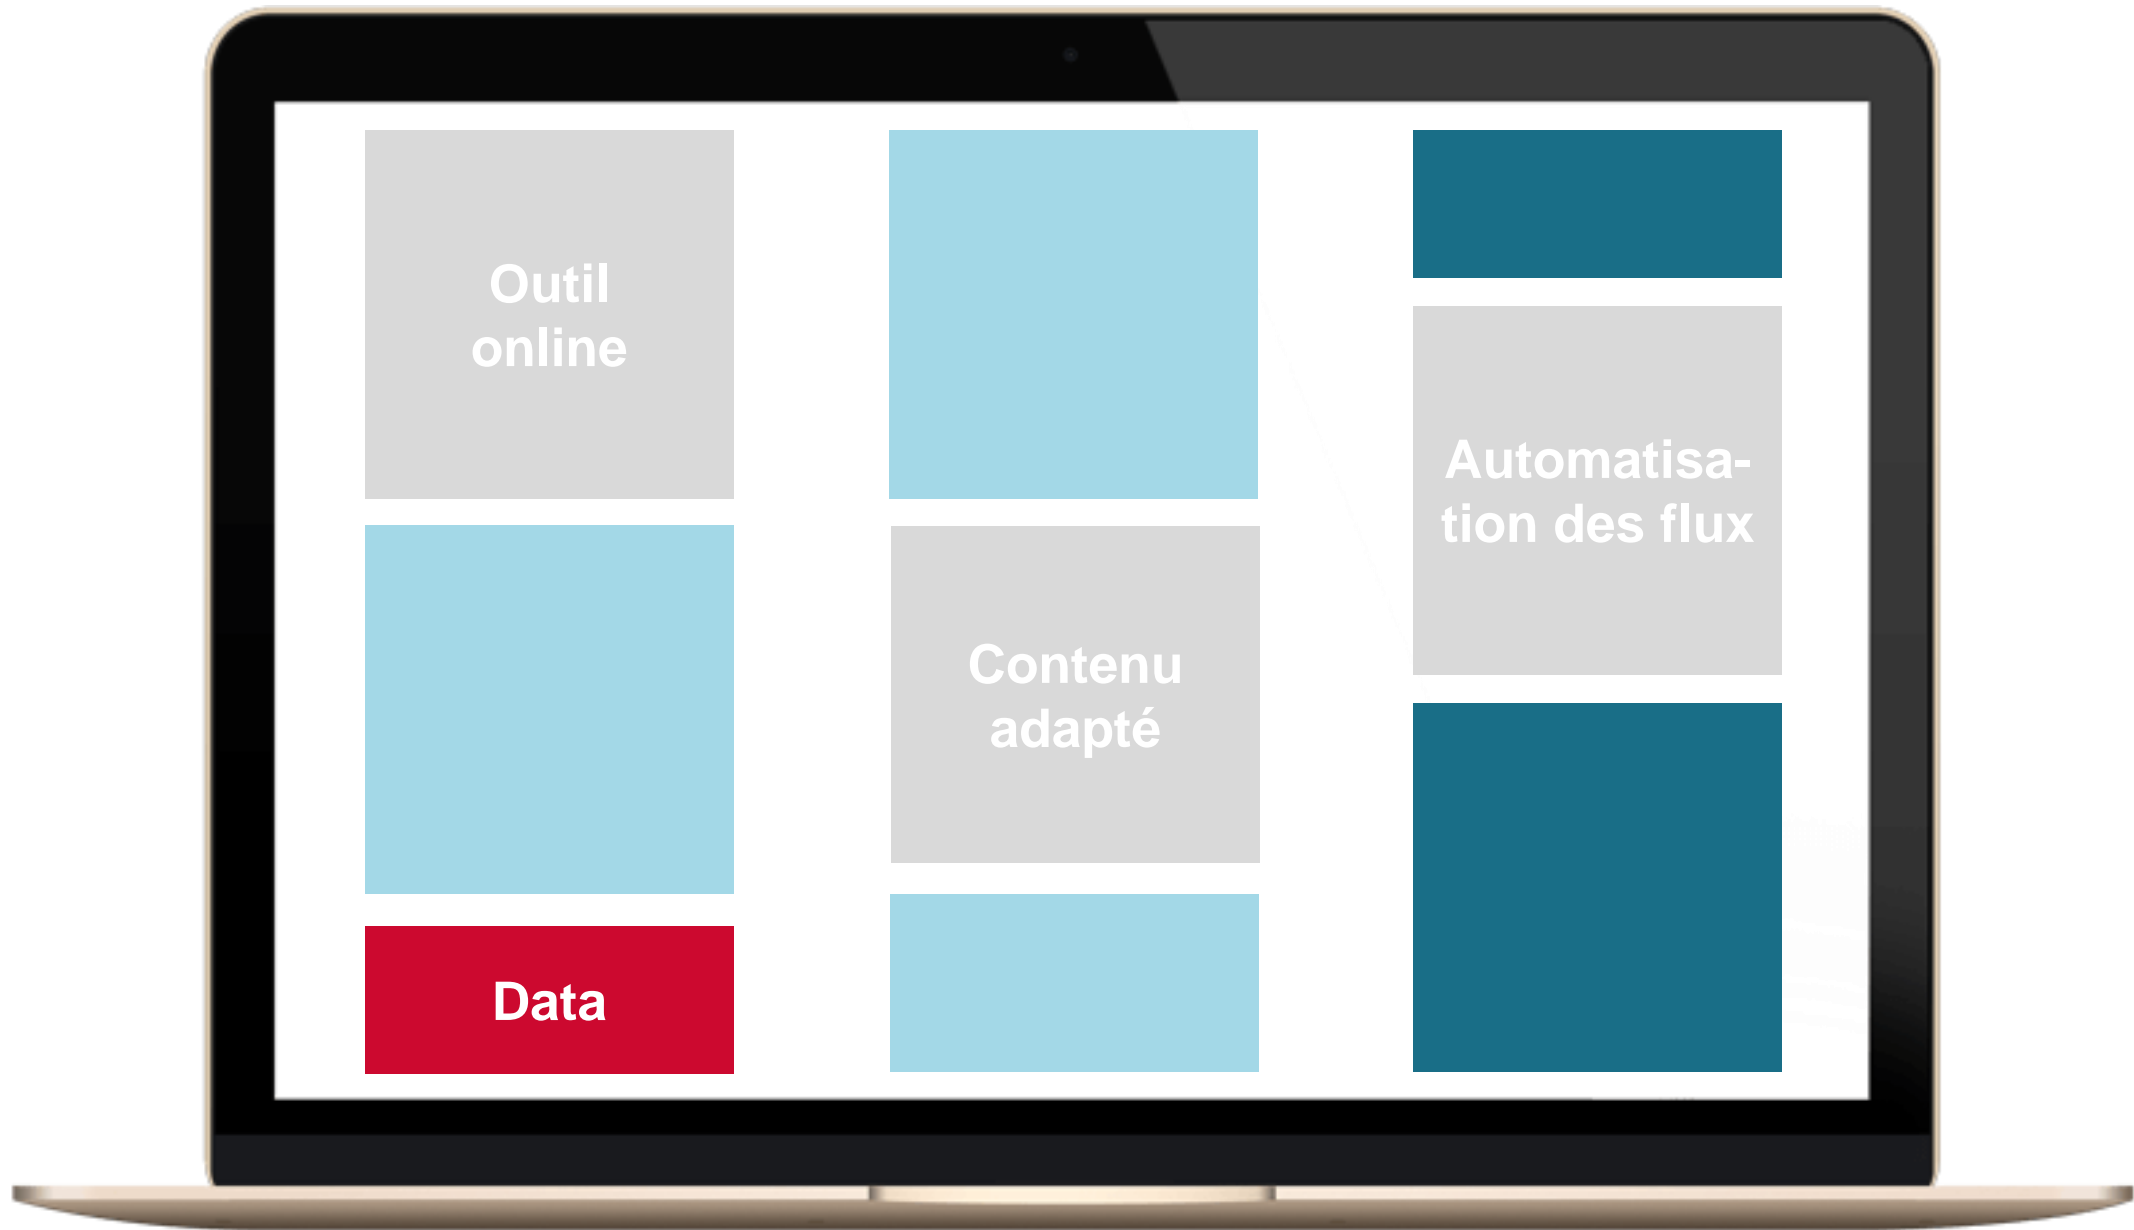 Outil
online
Automatisa-
tion des flux
Contenu
adapté
Data